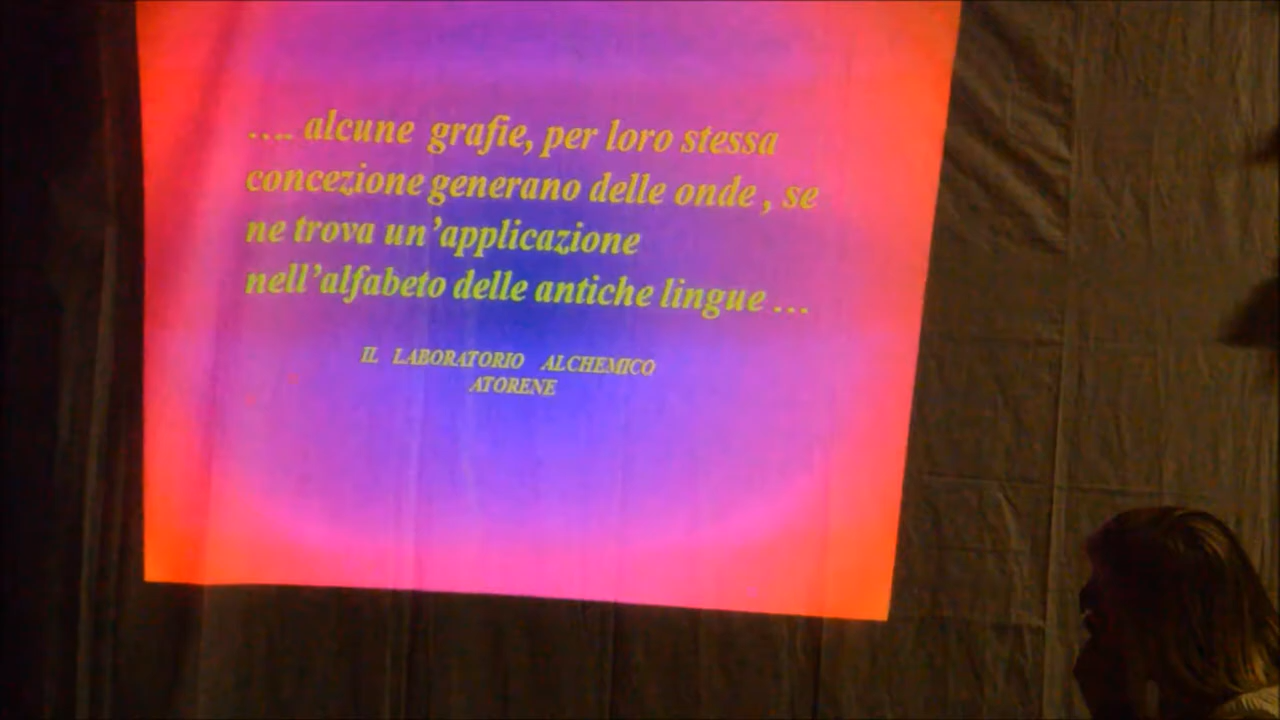 .... alcune grafie, per loro stessa
concezione generano delle onde , se
ne trova un’applicazione
nell’alfabeto delle antiche lingue ...
IL LABORATORIO ALCHEMICO
ATORENE